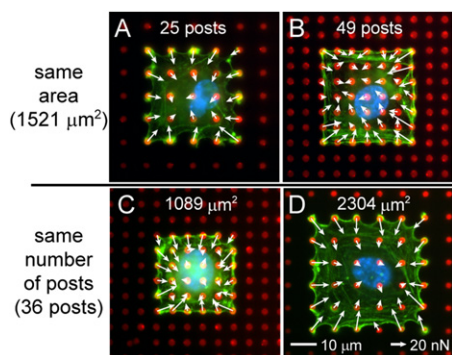 A
25 posts
B
49 posts
same
area
(1521 μm²)
C
1089 μm²
D
2304 μm²
same
number
of posts
(36 posts)
10 μm
20 nN